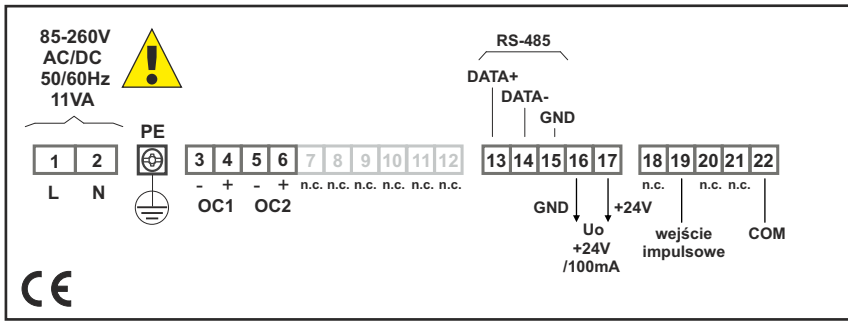 85-260V
AC/DC
50/60Hz
11VA
RS-485
DATA+
DATA-
GND
PE
1 2 3 4 5 6 7 8 9 10 11 12 13 14 15 16 17 18 19 20 21 22
L N - + - + n.c. n.c. n.c. n.c. n.c. n.c. n.c. n.c. n.c.
OC1 OC2
GND +24V
Uo
+24V
/100mA
wejście
impulsowe
COM
CE